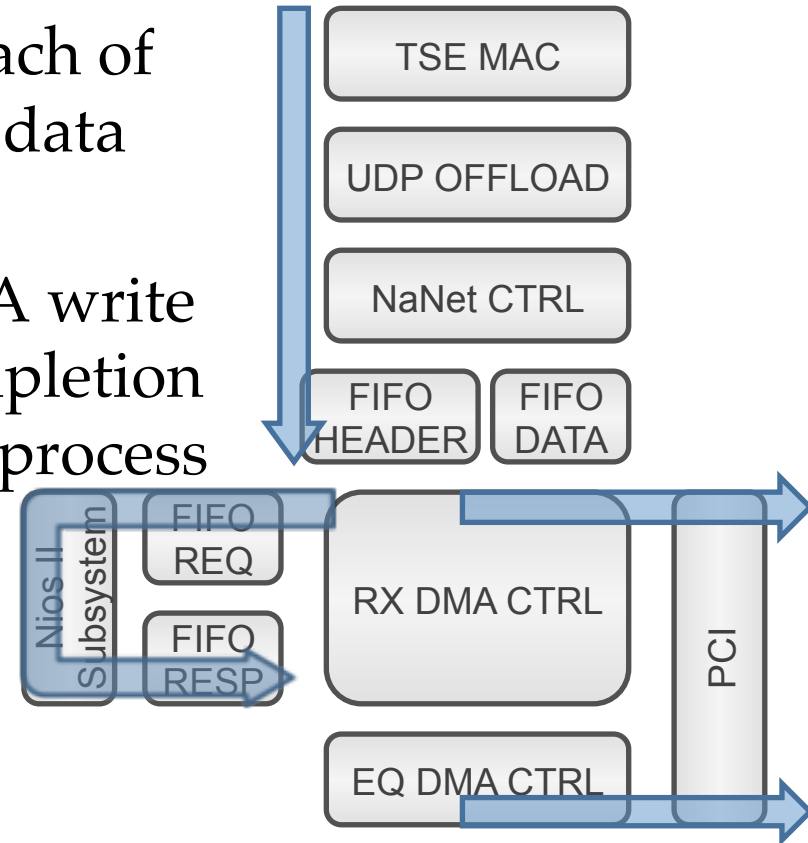 ach of
data
A write
pletion
process
TSE MAC
UDP OFFLOAD
NaNet CTRL
FIFO
HEADER
FIFO
DATA
Nios II
Subsystem
FIFO
REQ
FIFO
RESP
RX DMA CTRL
PCI
EQ DMA CTRL